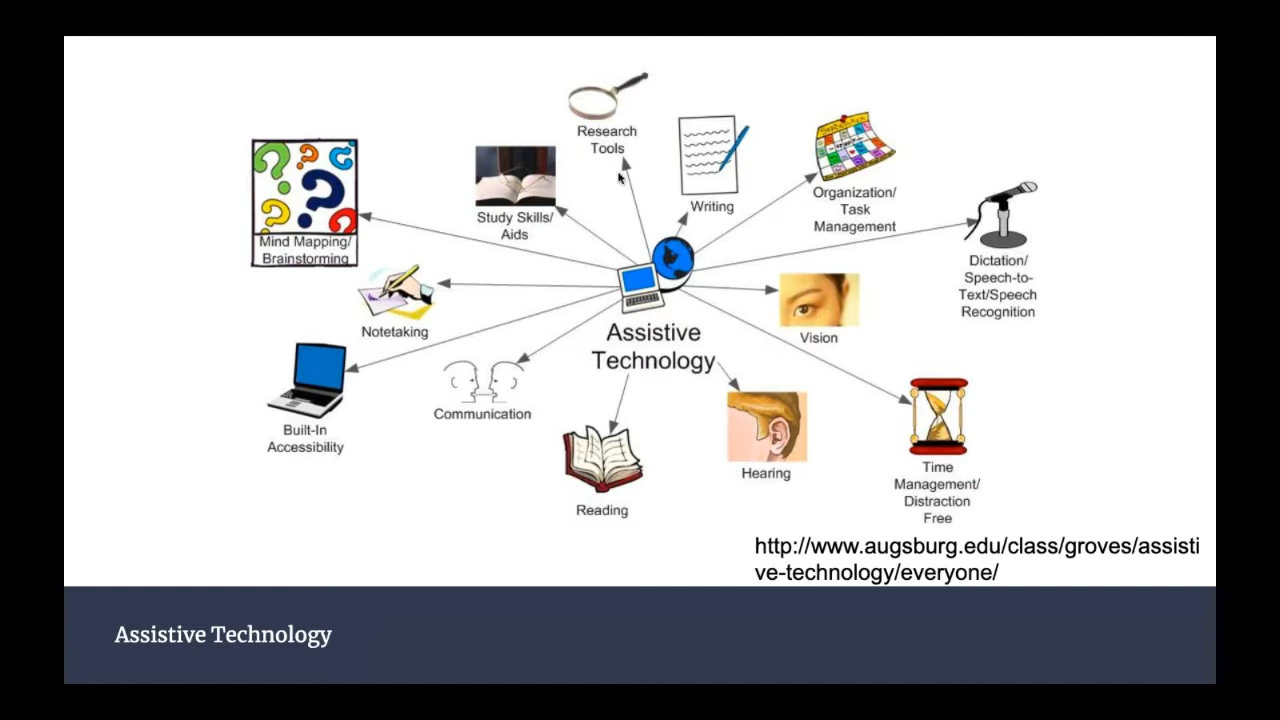 Research
Tools
Writing
Organization/
Task
Management
Study Skills/
Aids
Mind Mapping/
Brainstorming
Dictation/
Speech-to-
Text/Speech
Recognition
Notetaking
Vision
Assistive
Technology
Communication
Built-In
Accessibility
Hearing
Reading
Time
Management/
Distraction
Free
http://www.augsburg.edu/class/groves/assisti
ve-technology/everyone/
Assistive Technology